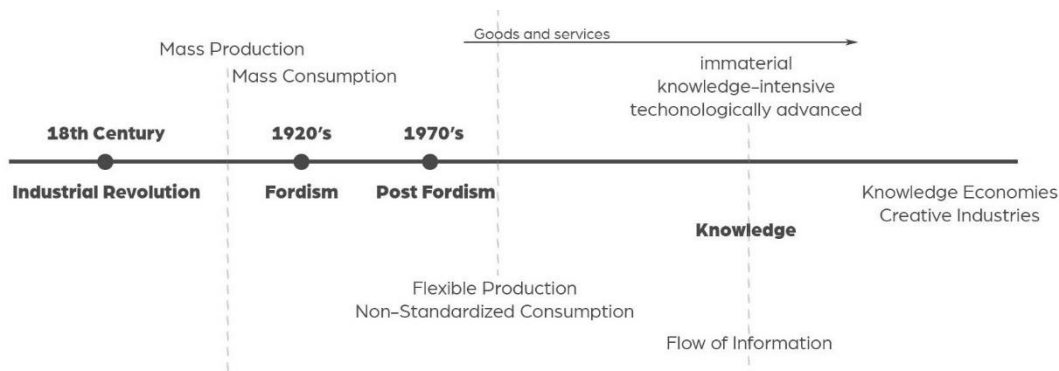 Goods and services
Mass Production
Mass Consumption
immaterial
knowledge-intensive
techonologically advanced
18th Century
1920's
1970's
Industrial Revolution
Fordism
Post Fordism
Knowledge Economies
Creative Industries
Knowledge
Flexible Production
Non-Standardized Consumption
Flow of Information